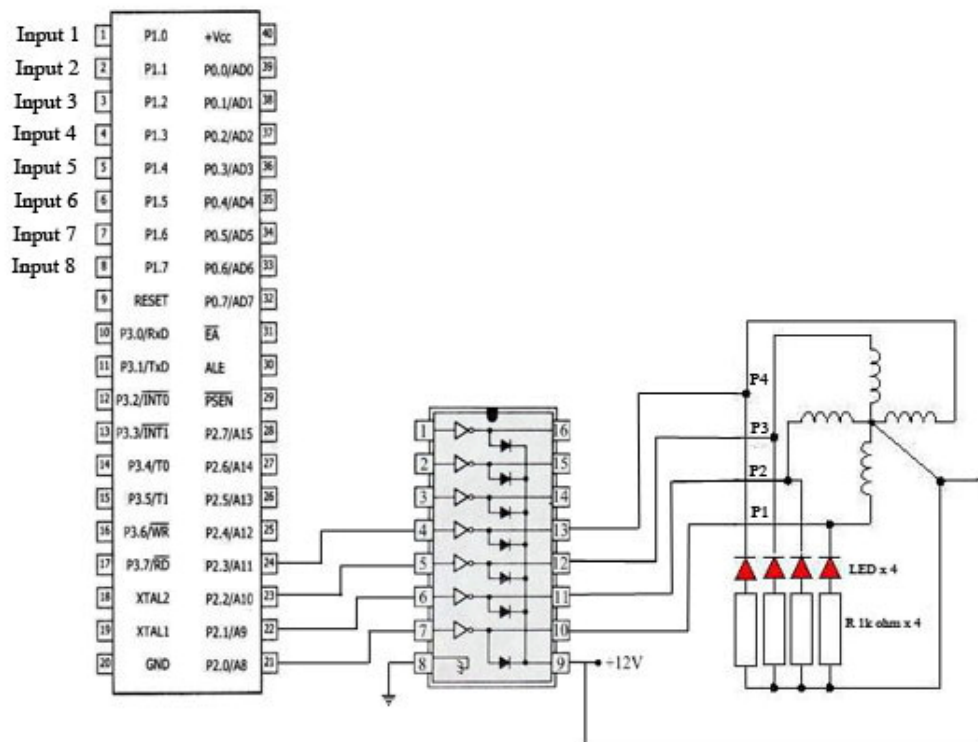 Input 1 1 P1.0 +Vcc 40
Input 2 2 P1.1 P0.0/AD0 39
Input 3 3 P1.2 P0.1/AD1 38
Input 4 4 P1.3 P0.2/AD2 37
Input 5 5 P1.4 P0.3/AD3 36
Input 6 6 P1.5 P0.4/AD4 35
Input 7 7 P1.6 P0.5/AD5 34
Input 8 8 P1.7 P0.6/AD6 33
9 RESET P0.7/AD7 32
10 P3.0/RxD EA 31
11 P3.1/TxD ALE 30
12 P3.2/INT0 PSEN 29
13 P3.3/INT1 P2.7/A15 28
14 P3.4/T0 P2.6/A14 27
15 P3.5/T1 P2.5/A13 26
16 P3.6/WR P2.4/A12 25
17 P3.7/RD P2.3/A11 24
18 XTAL2 P2.2/A10 23
19 XTAL1 P2.1/A9 22
20 GND P2.0/A8 21
1 16
2 15
3 14
4 13
5 12
6 11
7 10
8 9
+12V
P4
P3
P2
P1
LED x 4
R 1k ohm x 4